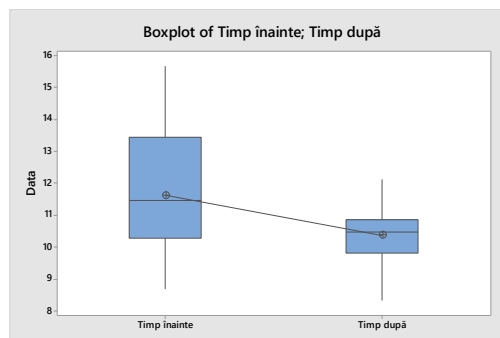 Boxplot of Timp înainte; Timp după
16
15
14
13
12
11
10
9
8
Data
Timp înainte
Timp după